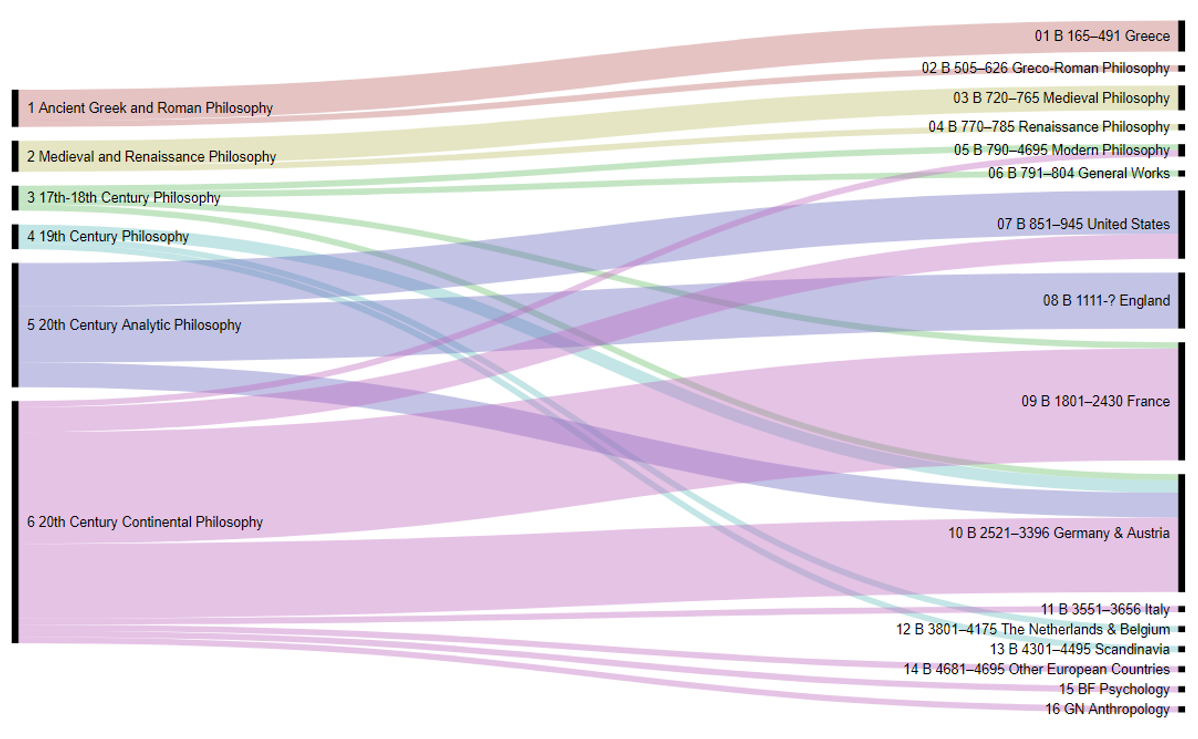 1 Ancient Greek and Roman Philosophy
2 Medieval and Renaissance Philosophy
3 17th-18th Century Philosophy
4 19th Century Philosophy
5 20th Century Analytic Philosophy
6 20th Century Continental Philosophy
01 B 165–491 Greece
02 B 505–626 Greco-Roman Philosophy
03 B 720–765 Medieval Philosophy
04 B 770–785 Renaissance Philosophy
05 B 790–4695 Modern Philosophy
06 B 791–804 General Works
07 B 851–945 United States
08 B 1111-? England
09 B 1801–2430 France
10 B 2521–3396 Germany & Austria
11 B 3551–3656 Italy
12 B 3801–4175 The Netherlands & Belgium
13 B 4301–4495 Scandinavia
14 B 4681–4695 Other European Countries
15 BF Psychology
16 GN Anthropology